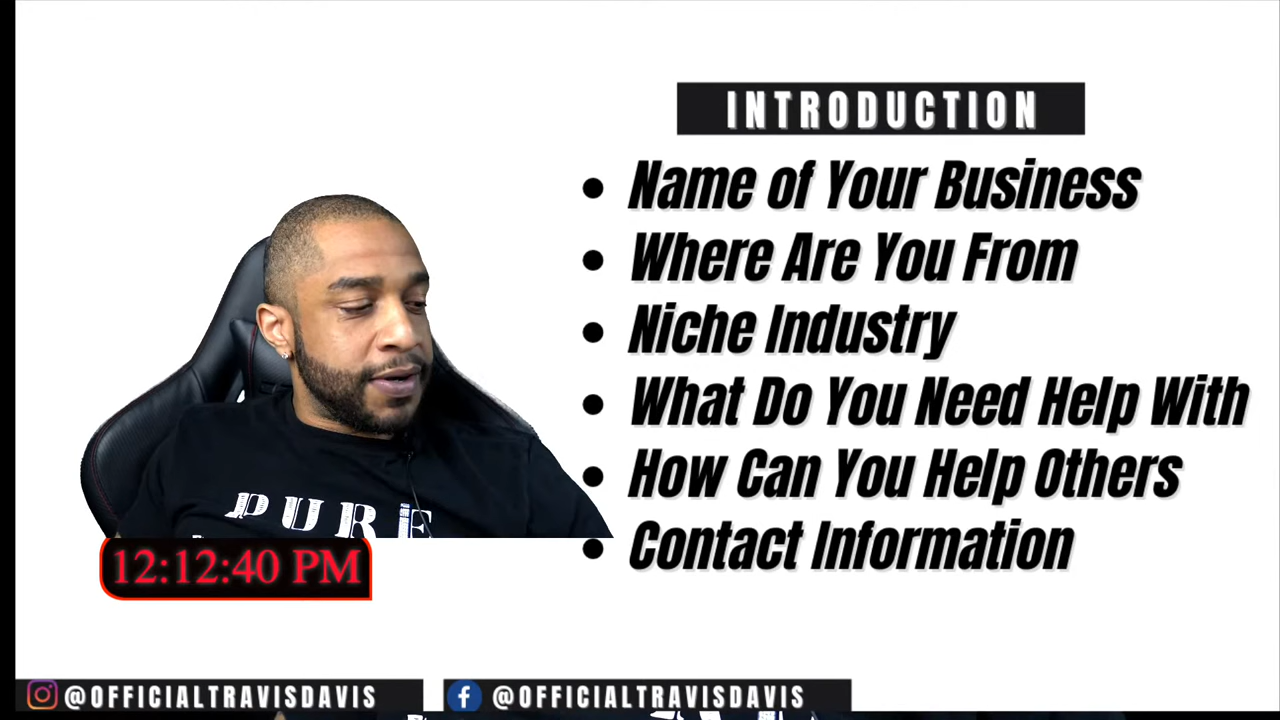 INTRODUCTION
Name of Your Business
Where Are You From
Niche Industry
What Do You Need Help With
How Can You Help Others
Contact Information
PURE
12:12:40 PM
@OFFICIALTRAVISDAVIS
@OFFICIALTRAVISDAVIS